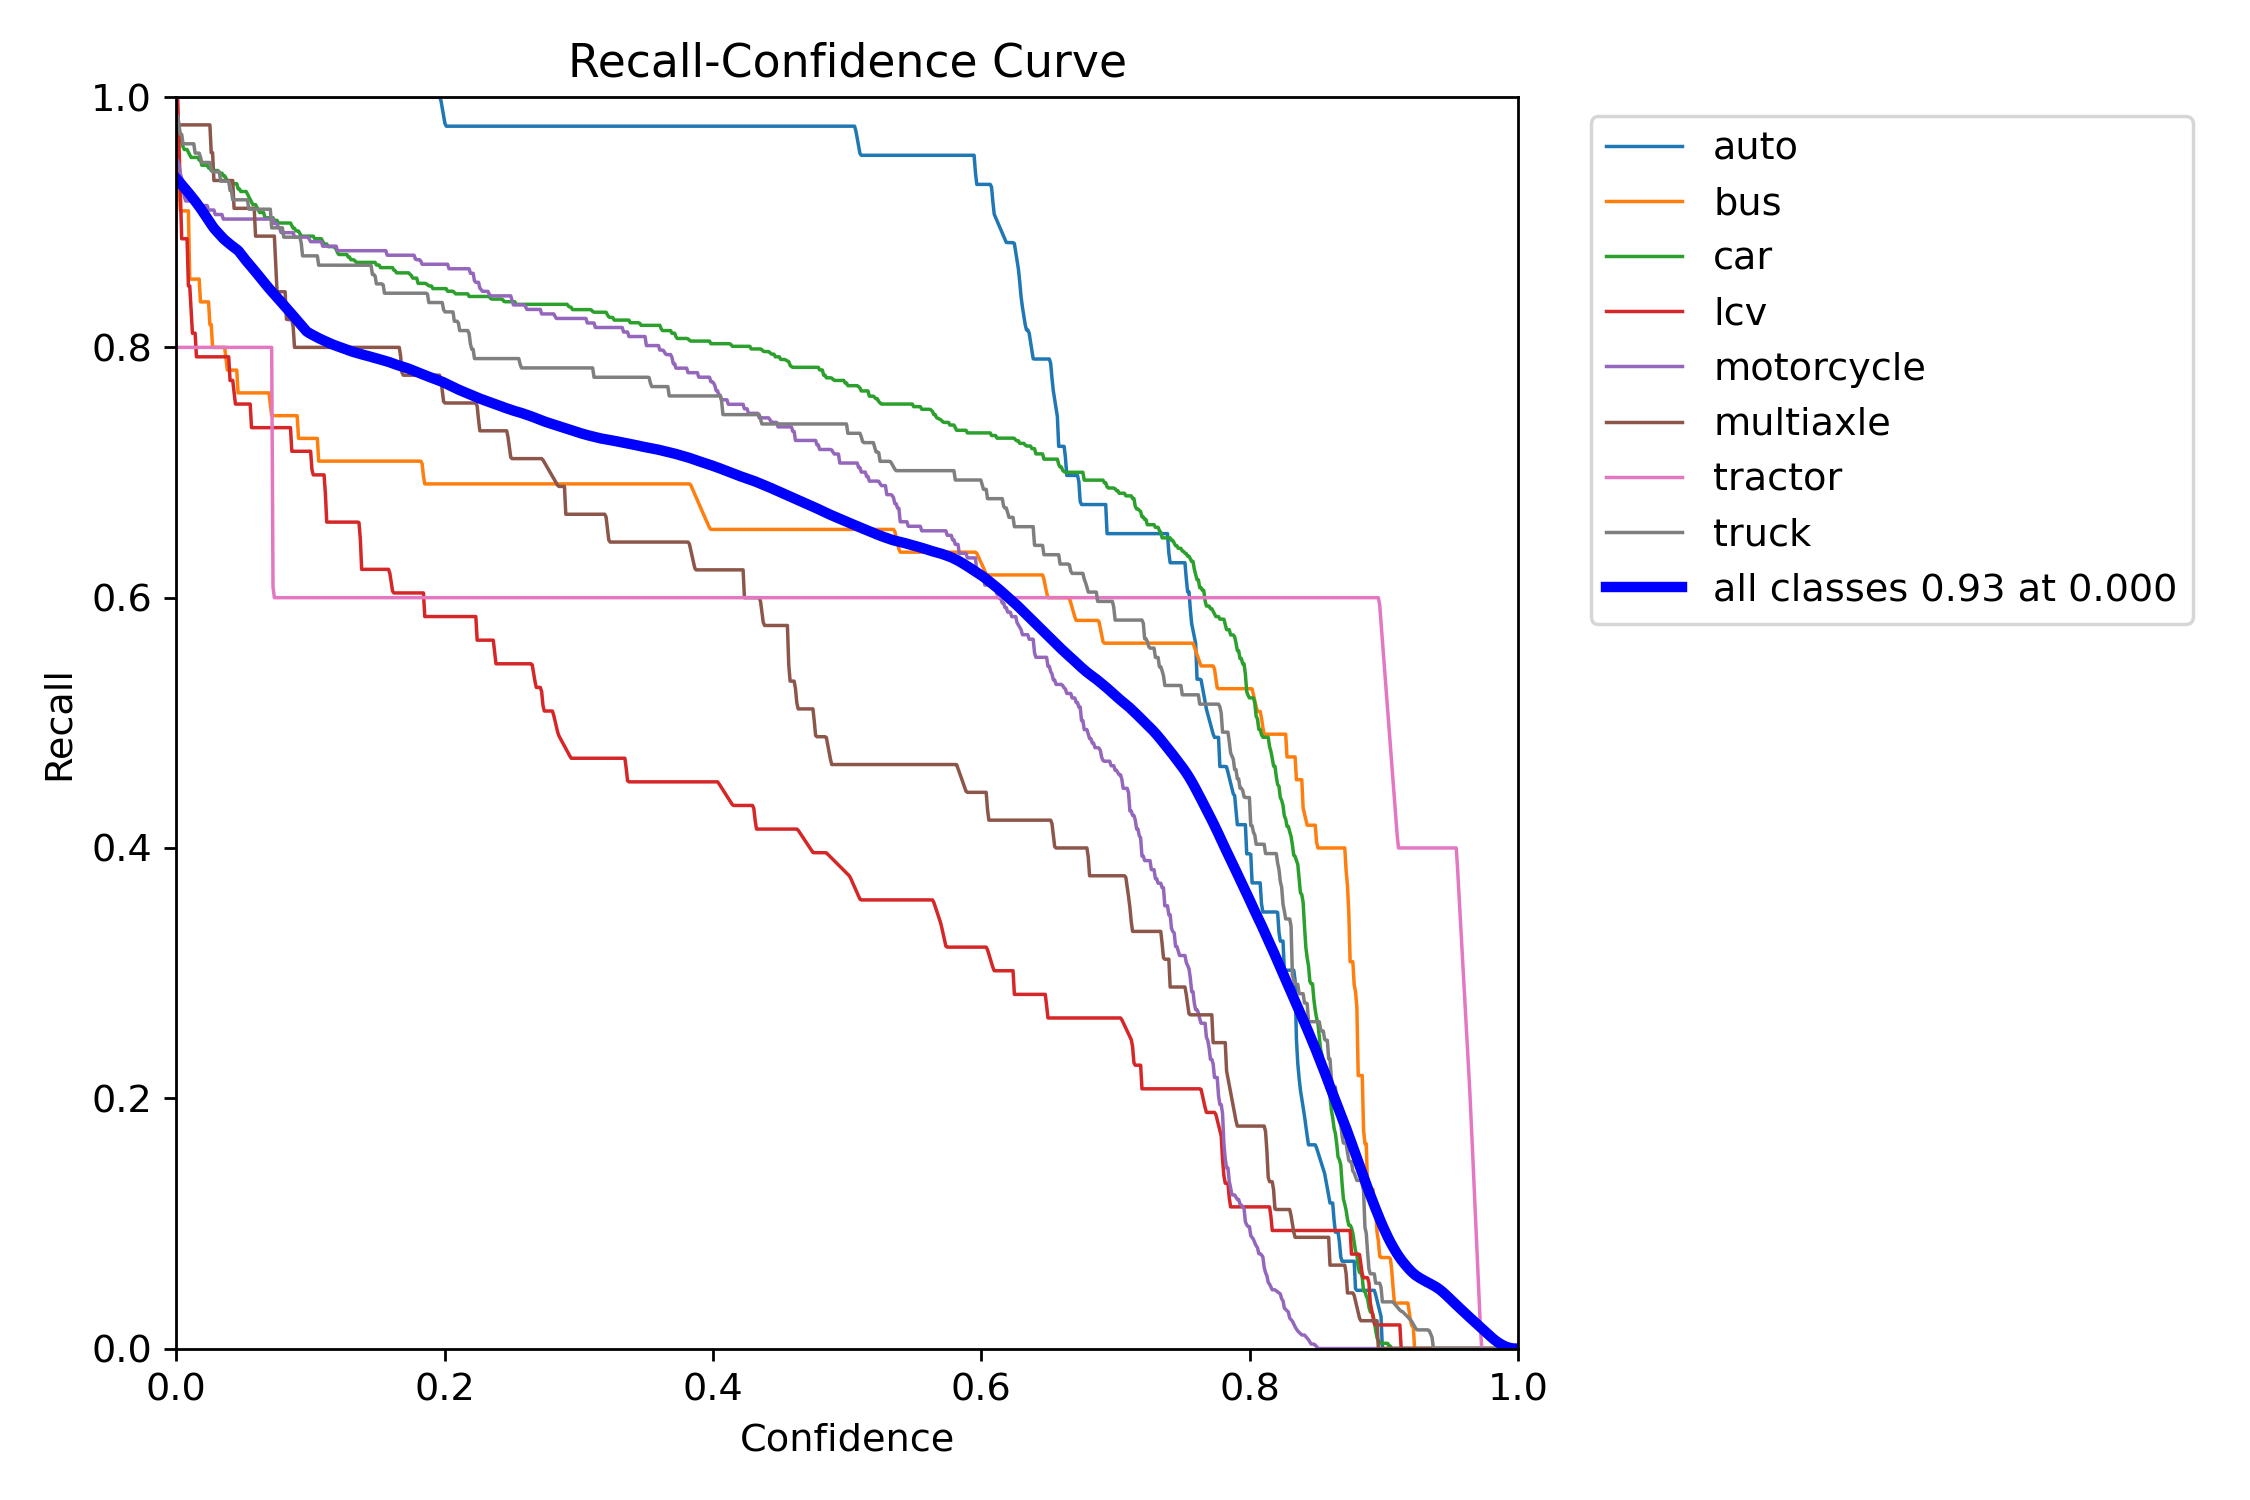 Recall-Confidence Curve
1.0
0.8
0.6
0.4
0.2
0.0
Recall
0.0 0.2 0.4 0.6 0.8 1.0
Confidence
auto
bus
car
lcv
motorcycle
multiaxle
tractor
truck
all classes 0.93 at 0.000